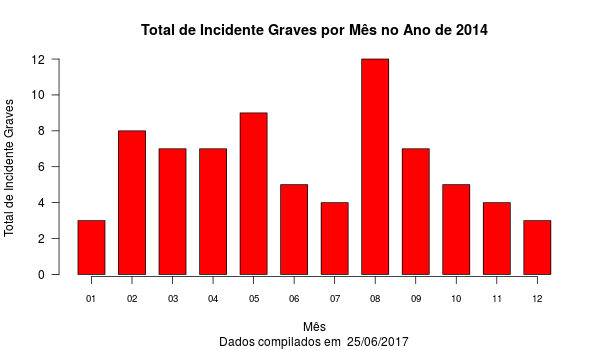 Total de Incidente Graves por Mês no Ano de 2014
Total de Incidente Graves
12
10
8
6
4
2
0
01 02 03 04 05 06 07 08 09 10 11 12
Mês
Dados compilados em 25/06/2017